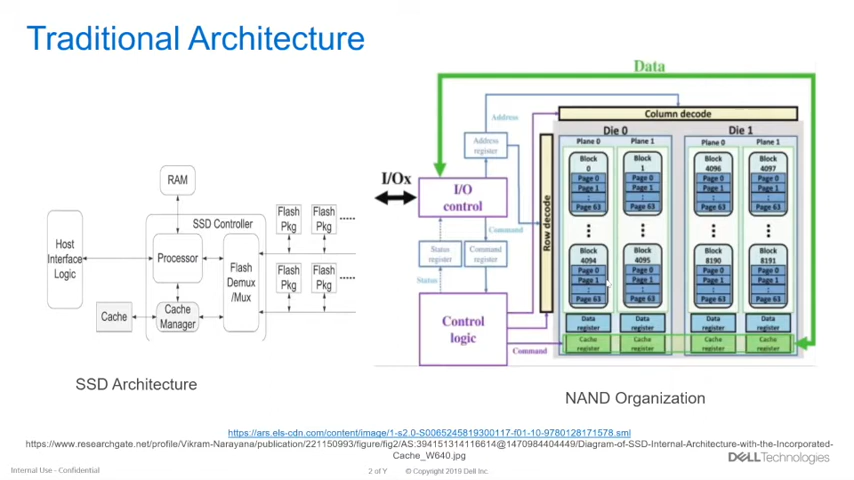 Traditional Architecture
RAM
SSD Controller
Host
Interface
Logic
Processor
Flash
Demux
/Mux
Cache
Cache
Manager
Flash
Pkg
Flash
Pkg
.....
Flash
Pkg
Flash
Pkg
.....
SSD Architecture
Data
Address
Column decode
Die 0
Die 1
Address
register
Plane 0
Plane 1
Plane 0
Plane 1
I/Ox
I/O
control
Row decode
Block
0
Page 0
Page 1
:
Page 63
Block
1
Page 0
Page 1
:
Page 63
Block
4096
Page 0
Page 1
:
Page 63
Block
4097
Page 0
Page 1
:
Page 63
Command
Status
register
Command
register
Status
Block
4094
Page 0
Page 1
:
Page 63
Block
4095
Page 0
Page 1
:
Page 63
Block
8190
Page 0
Page 1
:
Page 63
Block
8191
Page 0
Page 1
:
Page 63
Control
logic
Command
Data
register
Data
register
Data
register
Data
register
Cache
register
Cache
register
Cache
register
Cache
register
NAND Organization
https://ars.els-cdn.com/content/image/1-s2.0-S0065245819300117-f01-10-9780128171578.sml
https://www.researchgate.net/profile/Vikram-Narayana/publication/221150993/figure/fig2/AS:394151314116614@1470984404449/Diagram-of-SSD-Internal-Architecture-with-the-Incorporated-
Cache_W640.jpg
DELLTechnologies
Internal Use - Confidential
2 of Y
© Copyright 2019 Dell Inc.